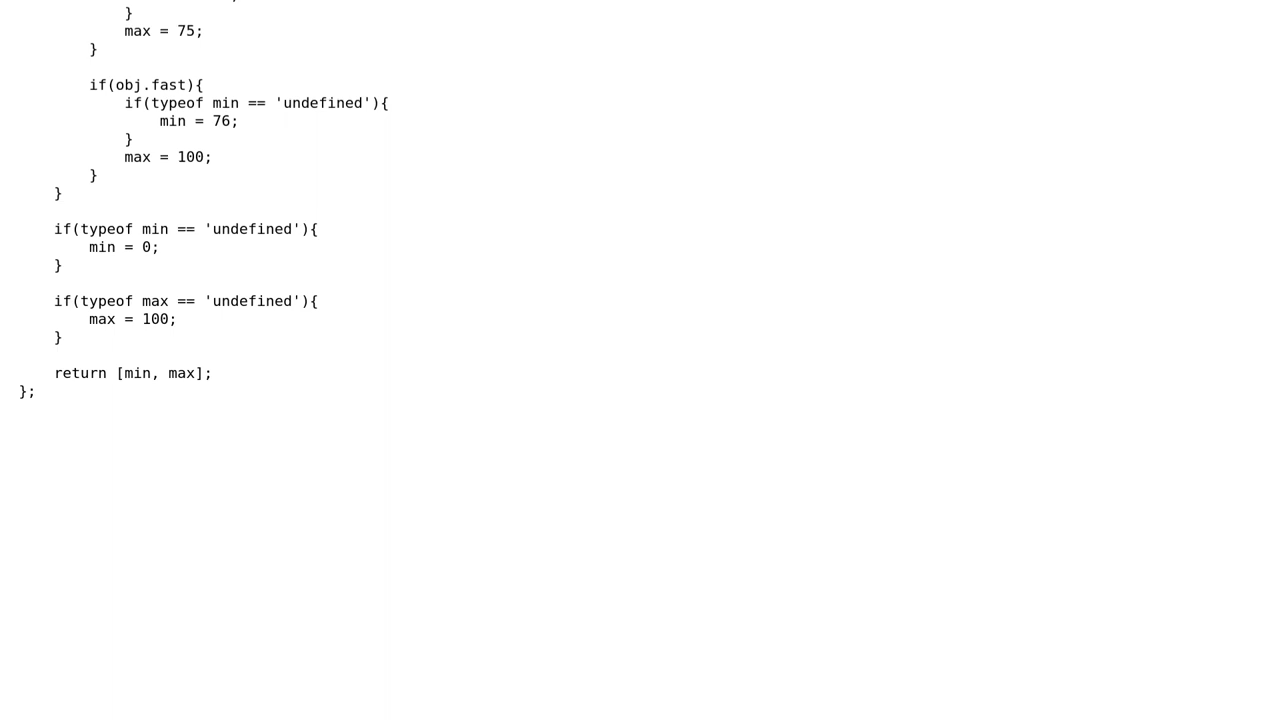 }
max = 75;
}
if(obj.fast){
if(typeof min == 'undefined'){
min = 76;
}
max = 100;
}
}
if(typeof min == 'undefined'){
min = 0;
}
if(typeof max == 'undefined'){
max = 100;
}
return [min, max];
};